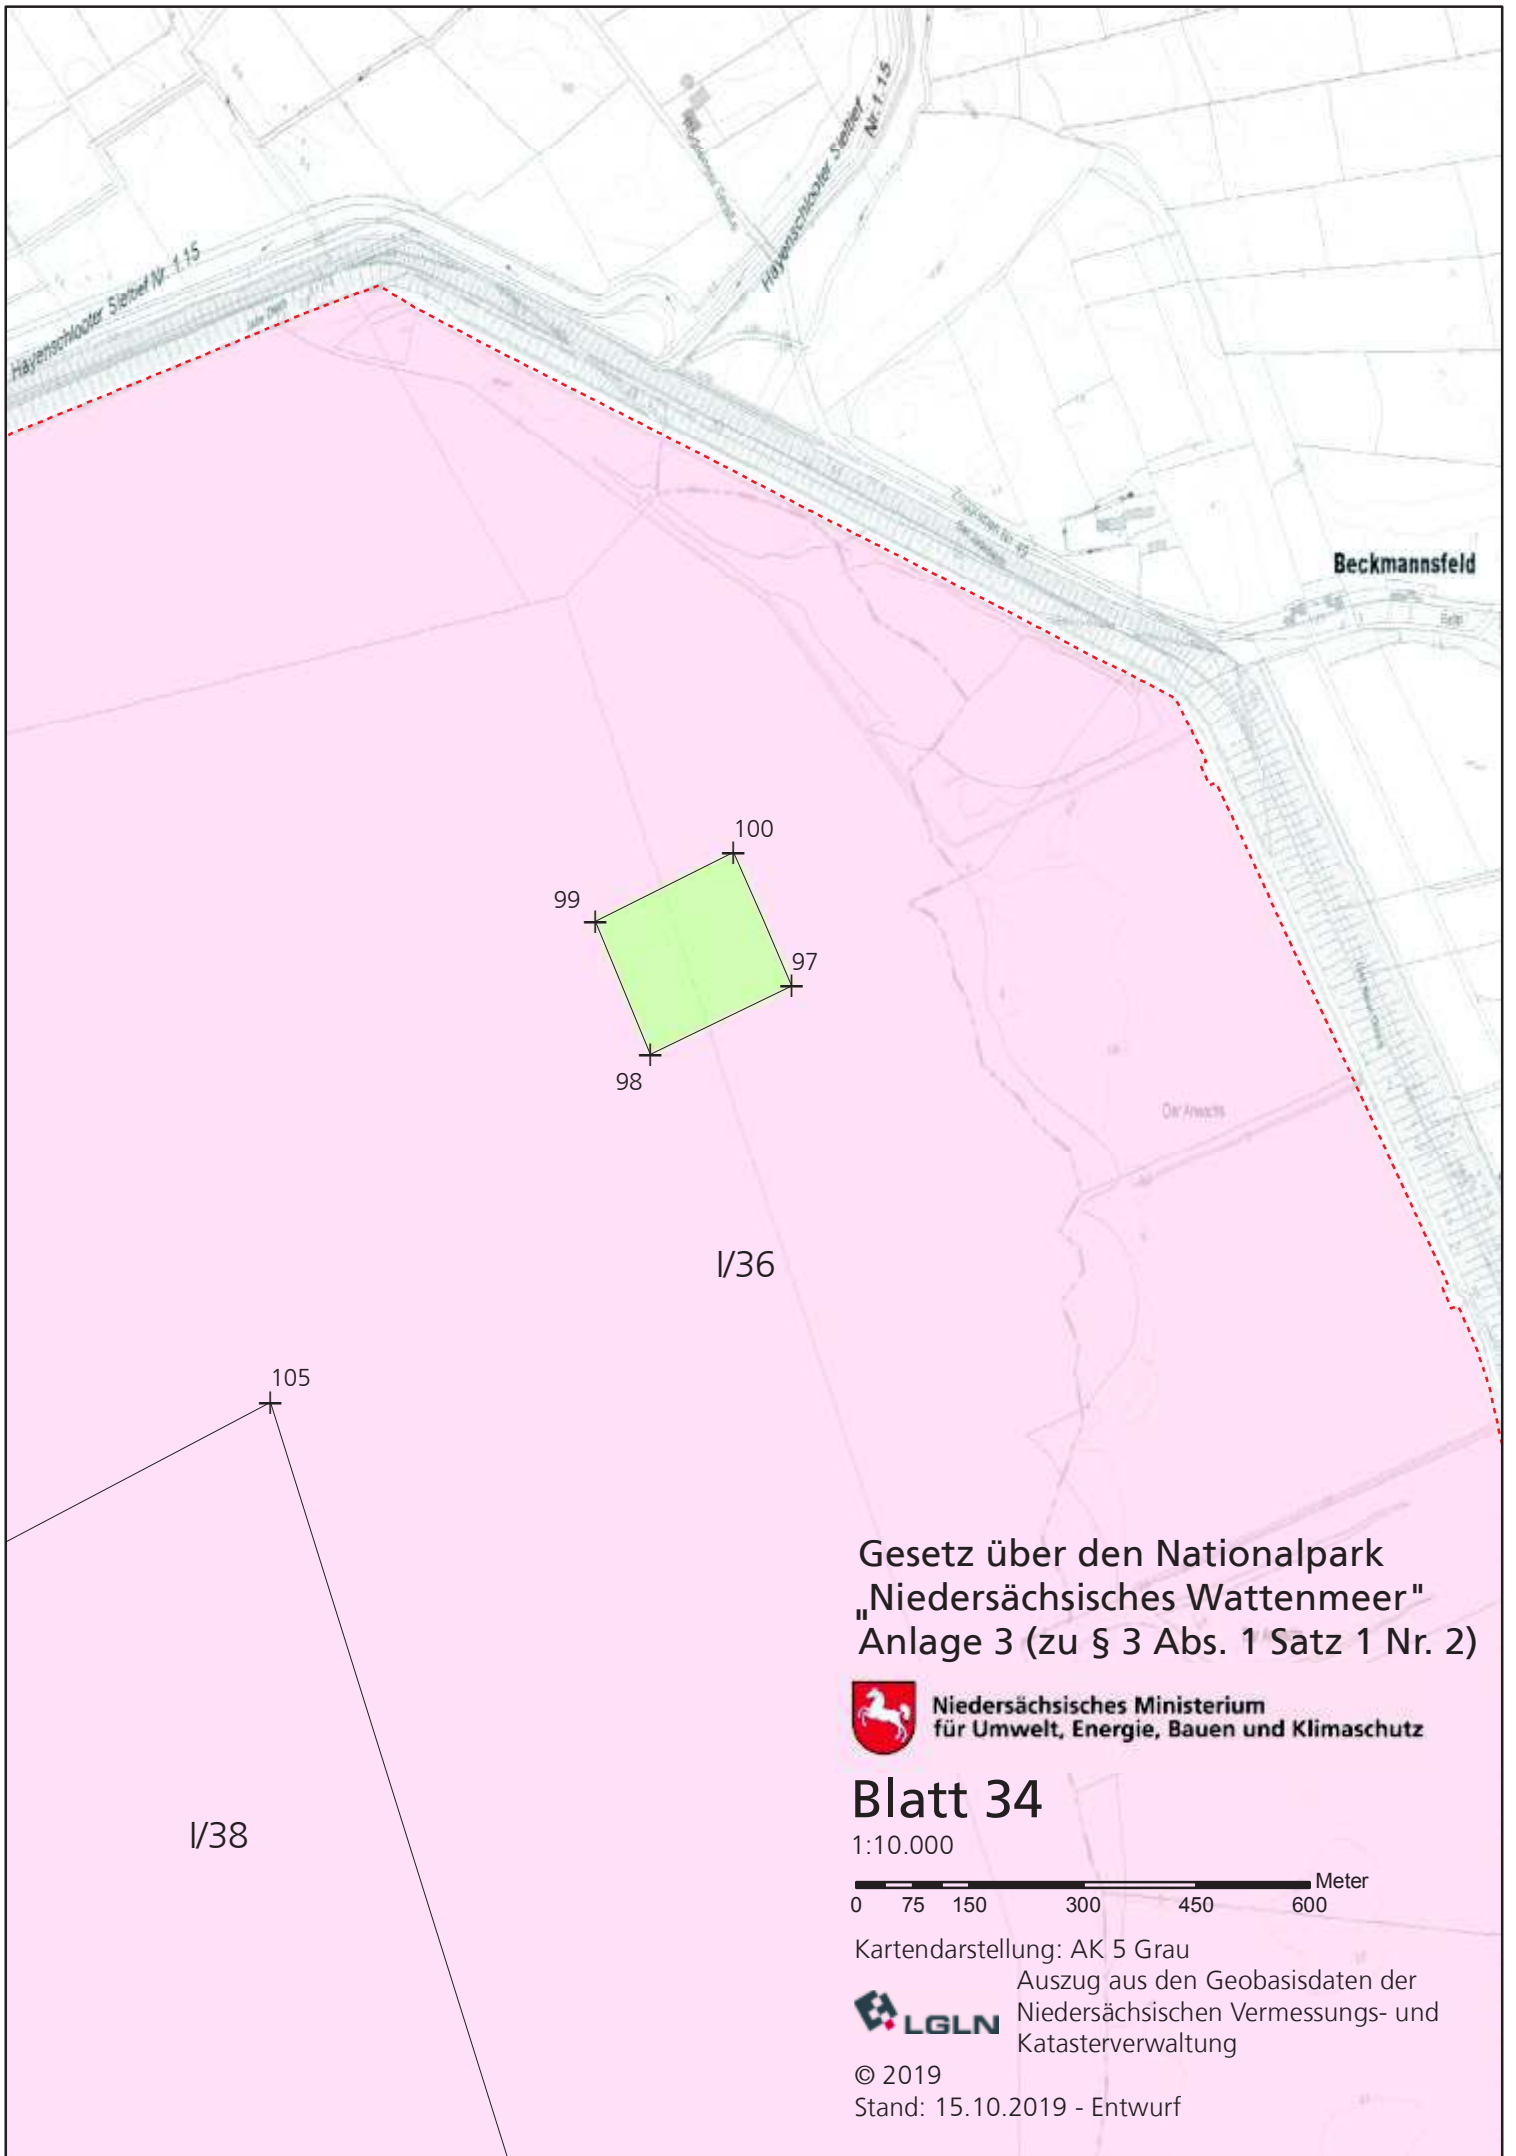 Hayenschlooter Sieltief
Nr. 1.15
Hayenschlooter Sieltief Nr. 1.15
Beckmannsfeld
100
99
97
98
I/36
105
I/38
Gesetz über den Nationalpark
„Niedersächsisches Wattenmeer"
Anlage 3 (zu § 3 Abs. 1 Satz 1 Nr. 2)
Niedersächsisches Ministerium
für Umwelt, Energie, Bauen und Klimaschutz
Blatt 34
1:10.000
Meter
0 75 150 300 450 600
Kartendarstellung: AK 5 Grau
Auszug aus den Geobasisdaten der
Niedersächsischen Vermessungs- und
Katasterverwaltung
LGLN
© 2019
Stand: 15.10.2019 - Entwurf